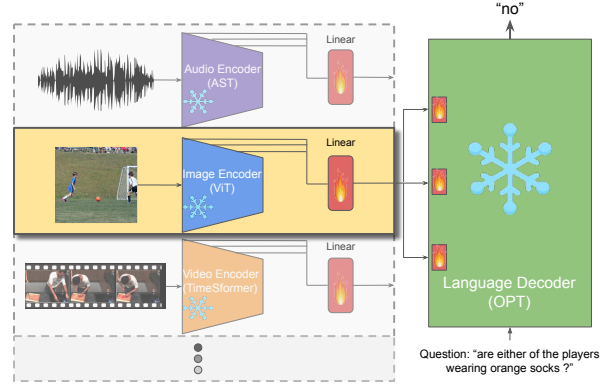 "no"
Linear
Audio Encoder
(AST)
Linear
Image Encoder
(ViT)
Linear
Video Encoder
(TimeSformer)
Language Decoder
(OPT)
Question: "are either of the players
wearing orange socks ?"